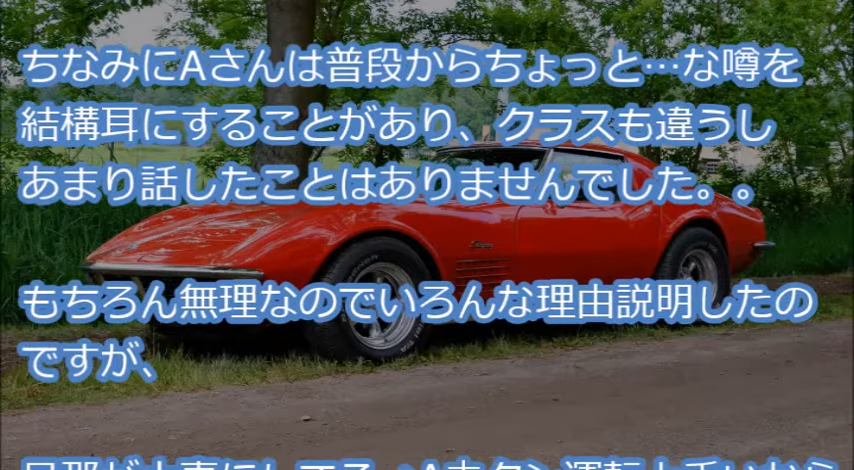 ちなみにAさんは普段からちょっと…な噂を
結構耳にすることがあり、クラスも違うし
あまり話したことはありませんでした。。
もちろん無理なのでいろんな理由説明したの
ですが、